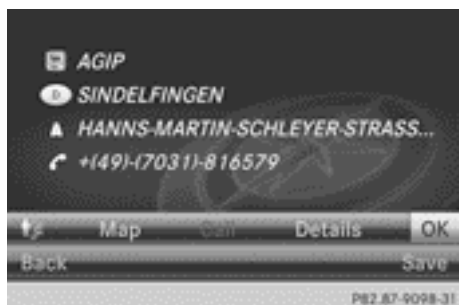 AGIP
D SINDELFINGEN
HANNS-MARTIN-SCHLEYER-STRASS...
+(49)-(7031)-816579
Map Call Details OK
Back Save
P82.87-9098-31